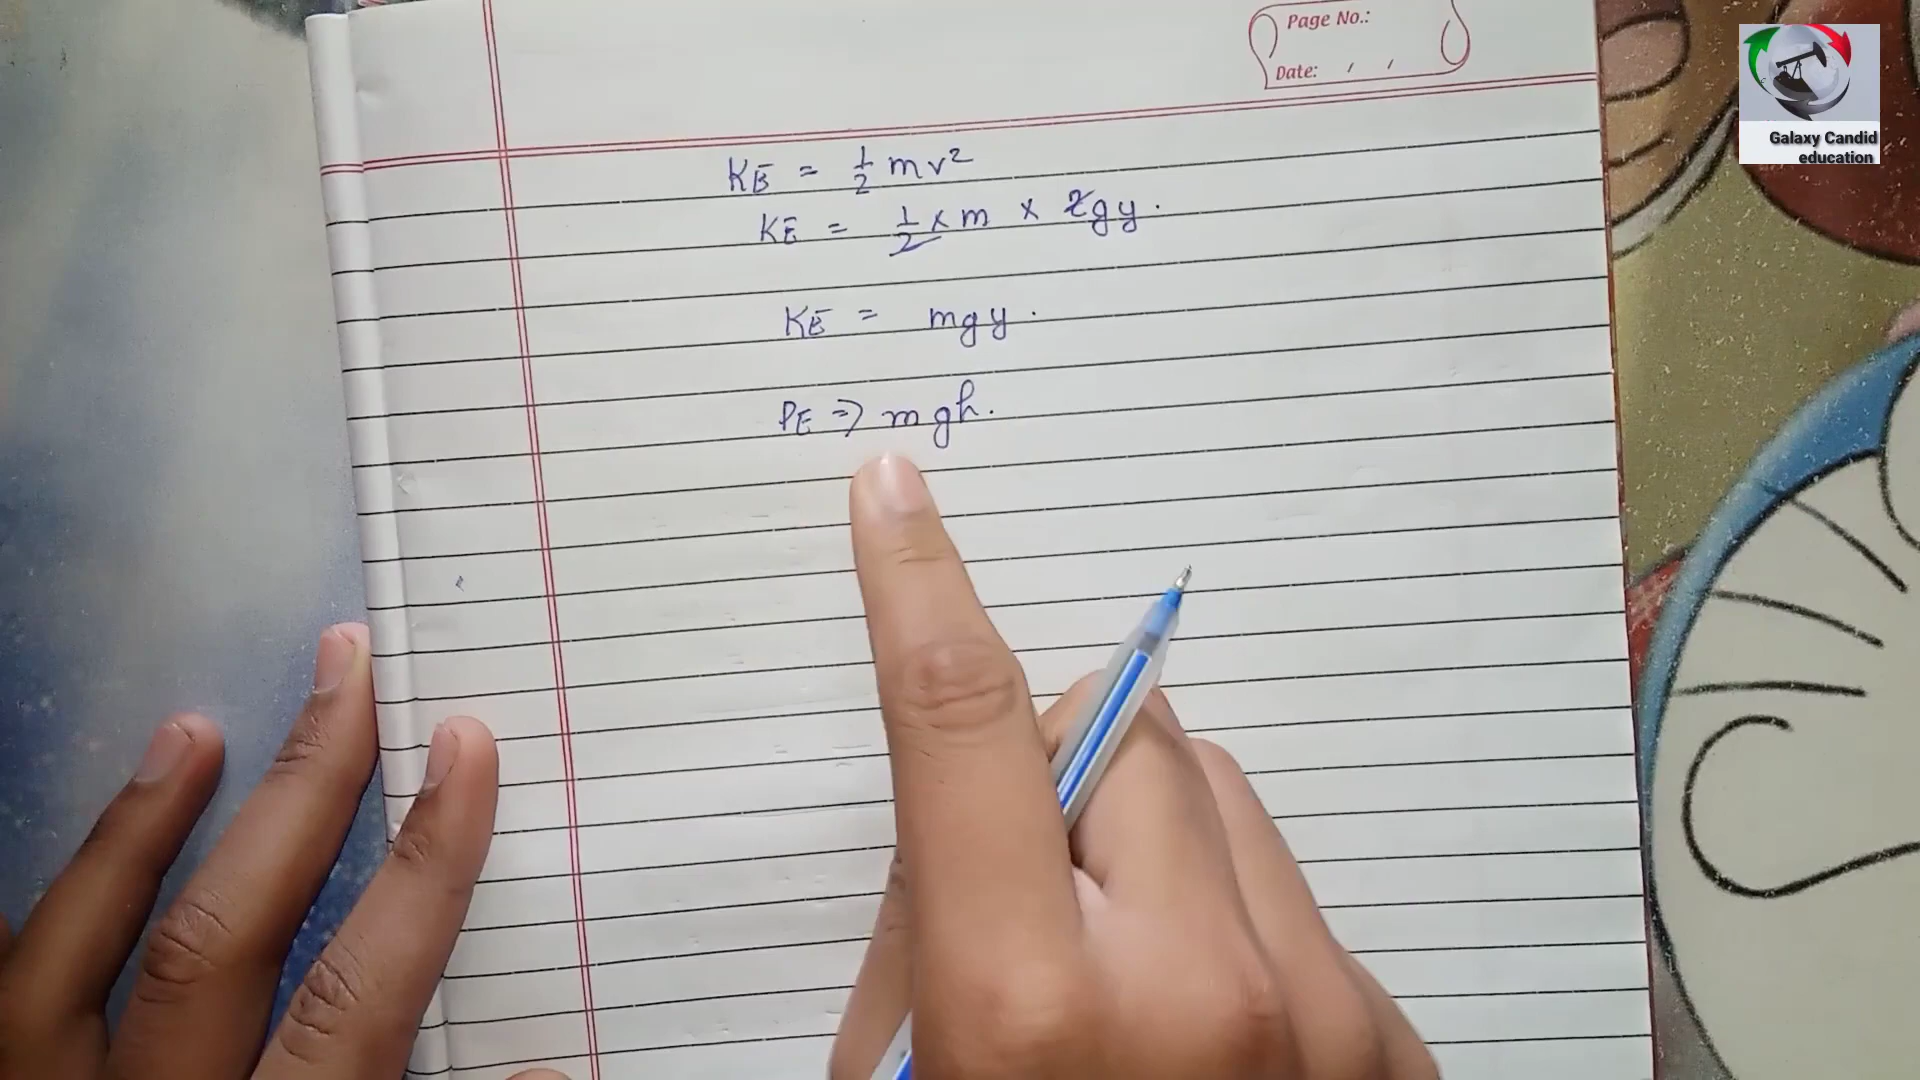 Page No.:
Date: / /
Galaxy Candid
education
KE = 1/2 mv²
KE = 1/2 x m x 2gy.
KE = mgy.
PE => mgh.